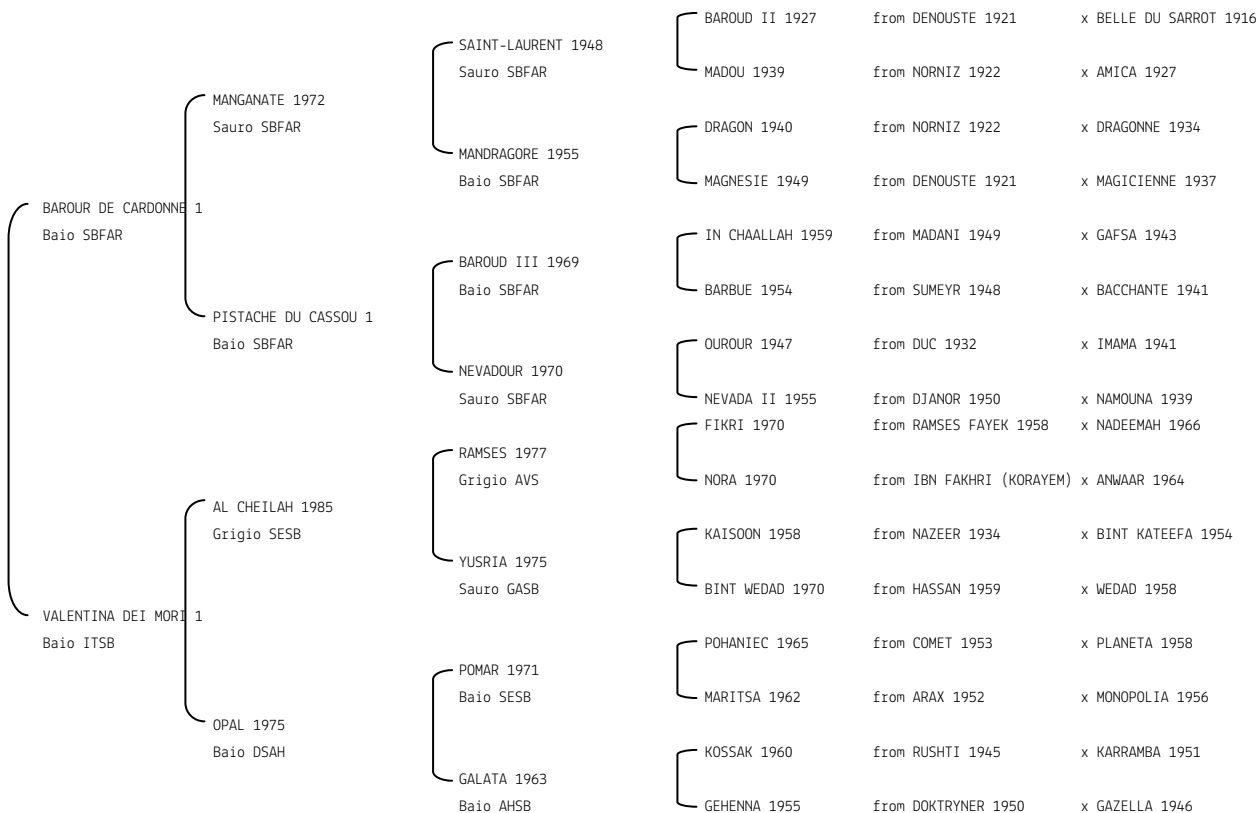 BAROUD II 1927 from DENOUSTE 1921 x BELLE DU SARROT 1916
SAINT-LAURENT 1948
Sauro SBFAR
MADOU 1939 from NORNIZ 1922 x AMICA 1927
MANGANATE 1972
Sauro SBFAR
DRAGON 1940 from NORNIZ 1922 x DRAGONNE 1934
MANDRAGORE 1955
Baio SBFAR
MAGNESIE 1949 from DENOUSTE 1921 x MAGICIENNE 1937
BAROUR DE CARDONNE 1
Baio SBFAR
IN CHAALLAH 1959 from MADANI 1949 x GAFSA 1943
BAROUD III 1969
Baio SBFAR
BARBUE 1954 from SUMEYR 1948 x BACCHANTE 1941
PISTACHE DU CASSOU 1
Baio SBFAR
OUROUR 1947 from DUC 1932 x IMAMA 1941
NEVADOUR 1970
Sauro SBFAR
NEVADA II 1955 from DJANOR 1950 x NAMOUNA 1939
FIKRI 1970 from RAMSES FAYEK 1958 x NADEEMAH 1966
RAMSES 1977
Grigio AVS
NORA 1970 from IBN FAKHRI (KORAYEM) x ANWAAR 1964
AL CHEILAH 1985
Grigio SESB
KAISOON 1958 from NAZEER 1934 x BINT KATEEFA 1954
YUSRIA 1975
Sauro GASB
BINT WEDAD 1970 from HASSAN 1959 x WEDAD 1958
VALENTINA DEI MORI 1
Baio ITSB
POHANIEC 1965 from COMET 1953 x PLANETA 1958
POMAR 1971
Baio SESB
MARITSA 1962 from ARAX 1952 x MONOPOLIA 1956
OPAL 1975
Baio DSAH
KOSSAK 1960 from RUSHTI 1945 x KARRAMBA 1951
GALATA 1963
Baio AHSB
GEHENNA 1955 from DOKTRYNER 1950 x GAZELLA 1946